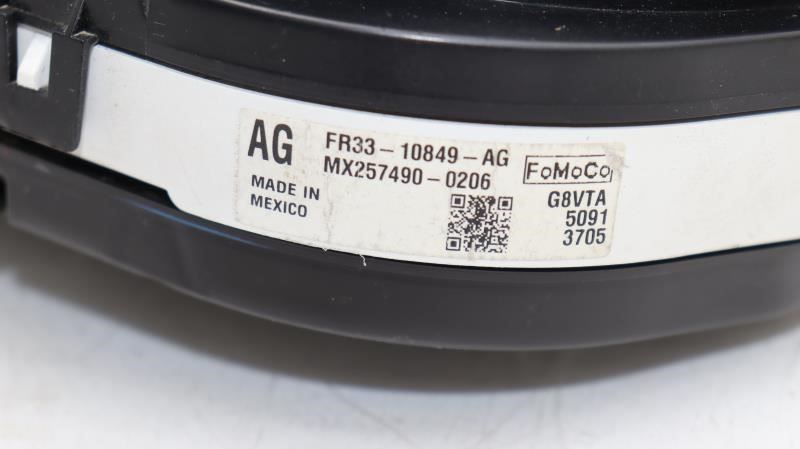 AG
FR33-10849-AG
MX257490-0206
FoMoCo
MADE IN
MEXICO
G8VTA
5091
3705